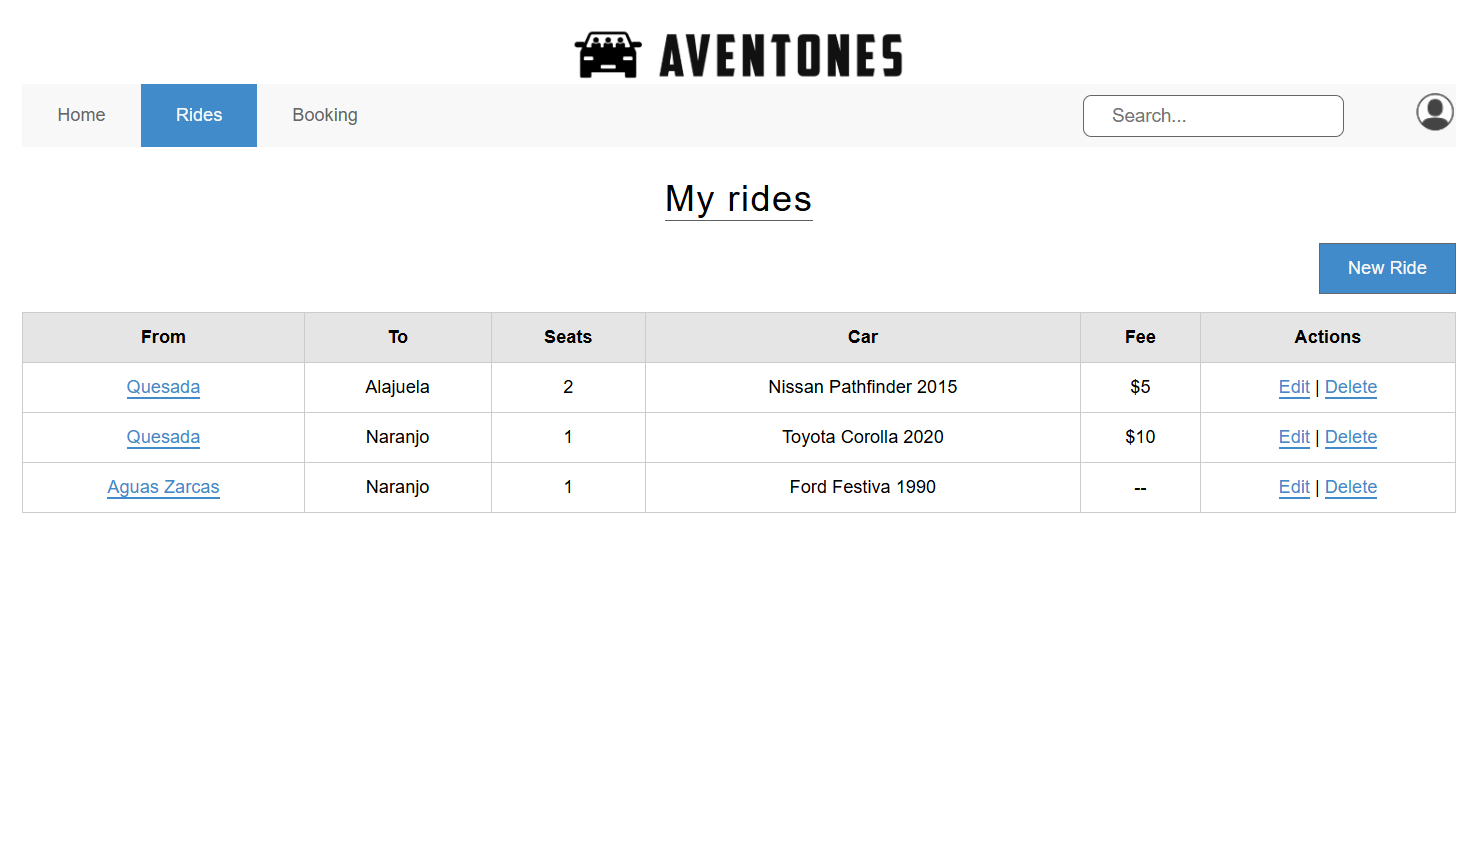 AVENTONES
Home Rides Booking Search...
My rides
New Ride
From To Seats Car Fee Actions
Quesada Alajuela 2 Nissan Pathfinder 2015 $5 Edit | Delete
Quesada Naranjo 1 Toyota Corolla 2020 $10 Edit | Delete
Aguas Zarcas Naranjo 1 Ford Festiva 1990 -- Edit | Delete